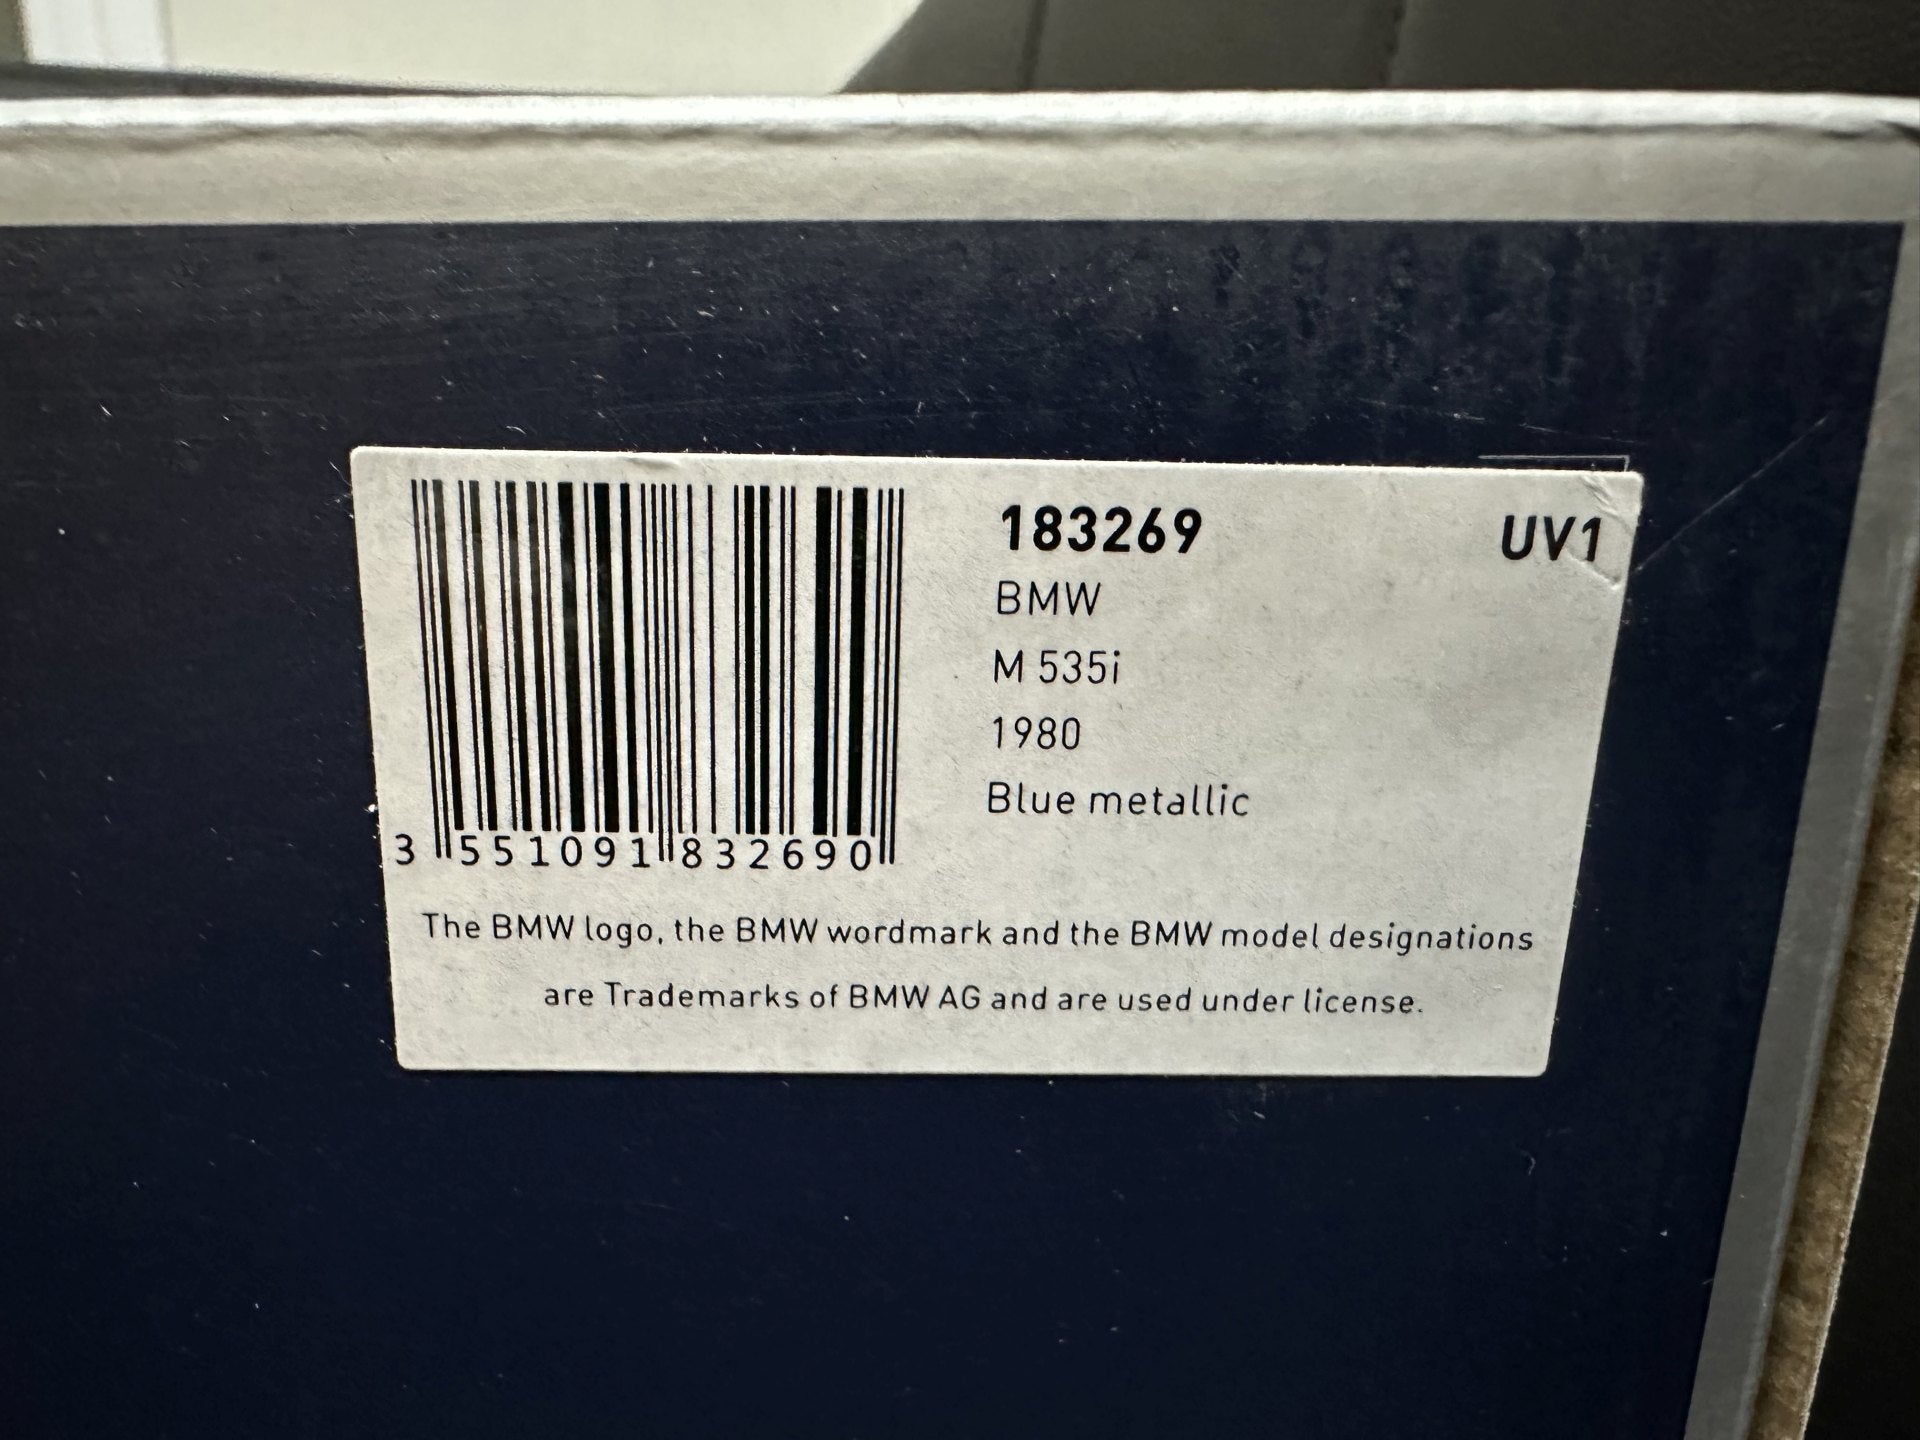 183269 UV1
BMW
M 535i
1980
Blue metallic
3 551091 832690
The BMW logo, the BMW wordmark and the BMW model designations
are Trademarks of BMW AG and are used under license.